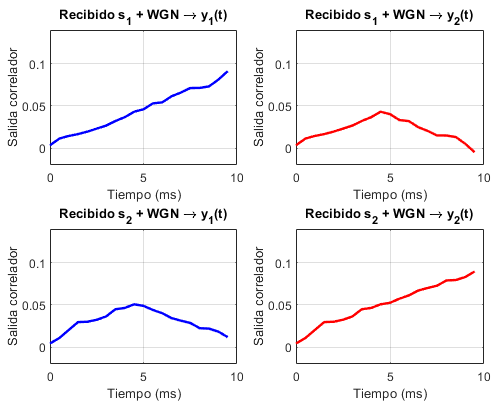 Recibido s1 + WGN → y1(t)
Salida correlador
0.1
0.05
0
0 5 10
Tiempo (ms)
Recibido s1 + WGN → y2(t)
Salida correlador
0.1
0.05
0
0 5 10
Tiempo (ms)
Recibido s2 + WGN → y1(t)
Salida correlador
0.1
0.05
0
0 5 10
Tiempo (ms)
Recibido s2 + WGN → y2(t)
Salida correlador
0.1
0.05
0
0 5 10
Tiempo (ms)